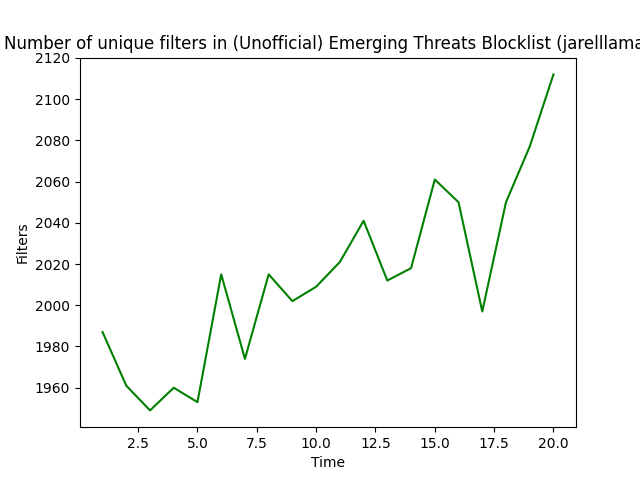 Number of unique filters in (Unofficial) Emerging Threats Blocklist (jarelllama
2120
2100
2080
2060
2040
2020
2000
1980
1960
Filters
2.5 5.0 7.5 10.0 12.5 15.0 17.5 20.0
Time